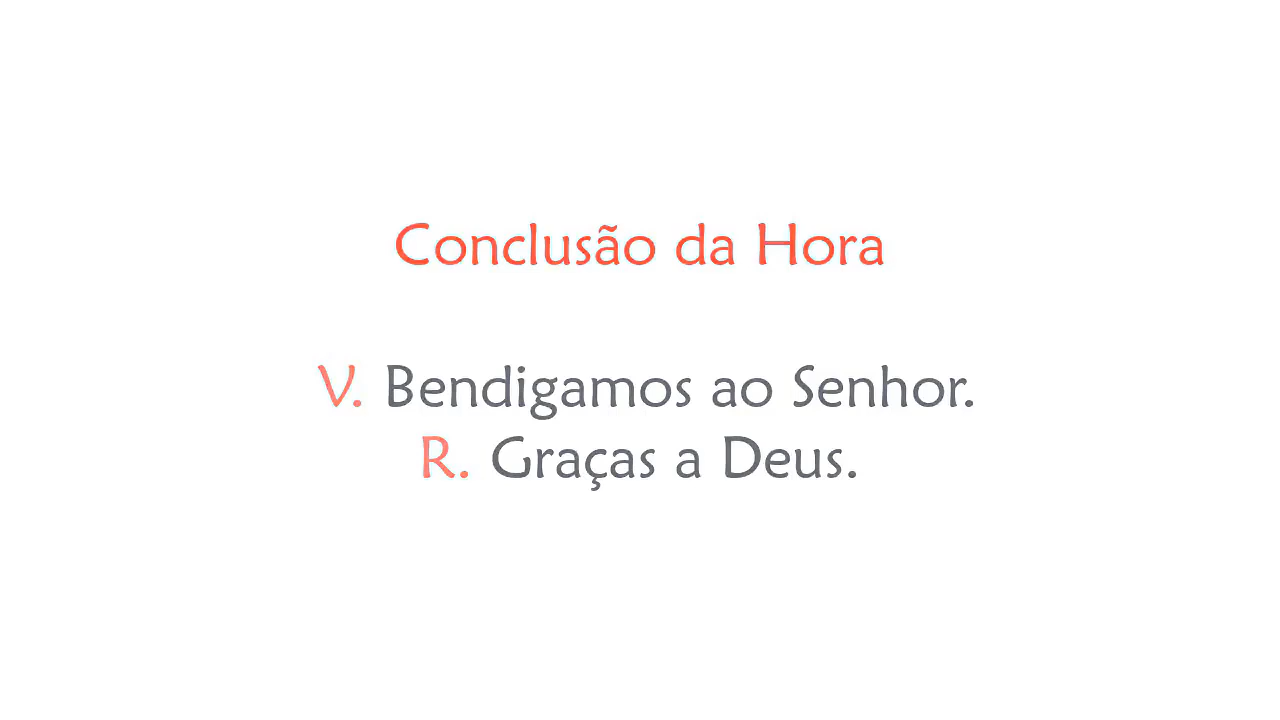 Conclusão da Hora
V. Bendigamos ao Senhor.
R. Graças a Deus.